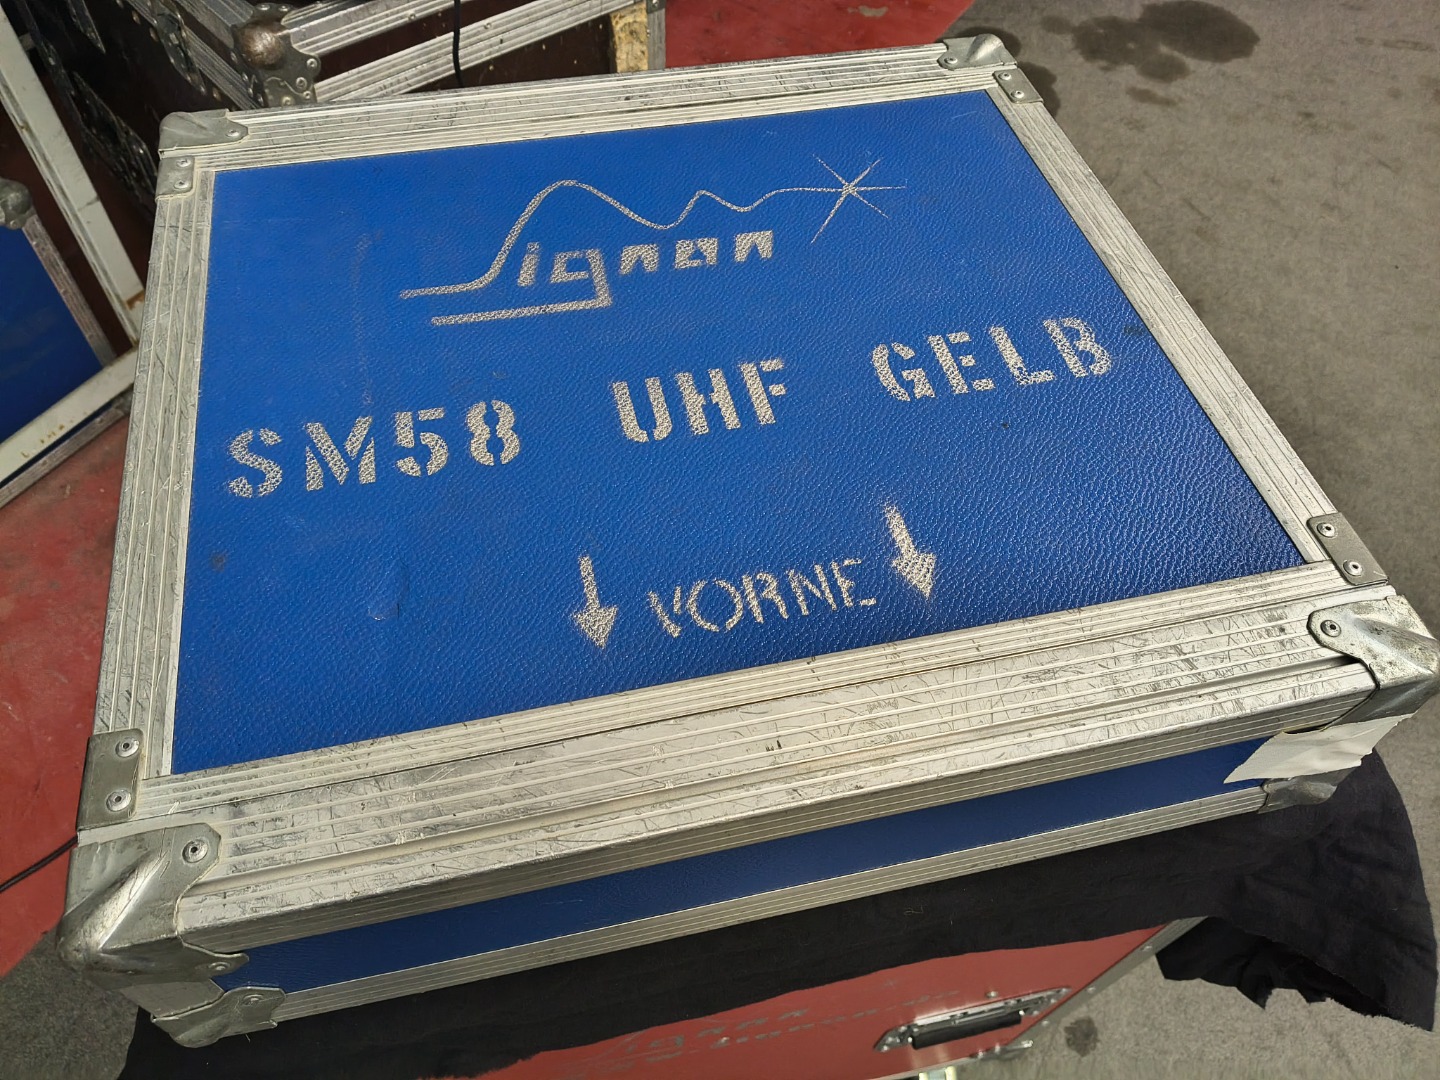 Signon
SM58 UHF GELB
VORNE